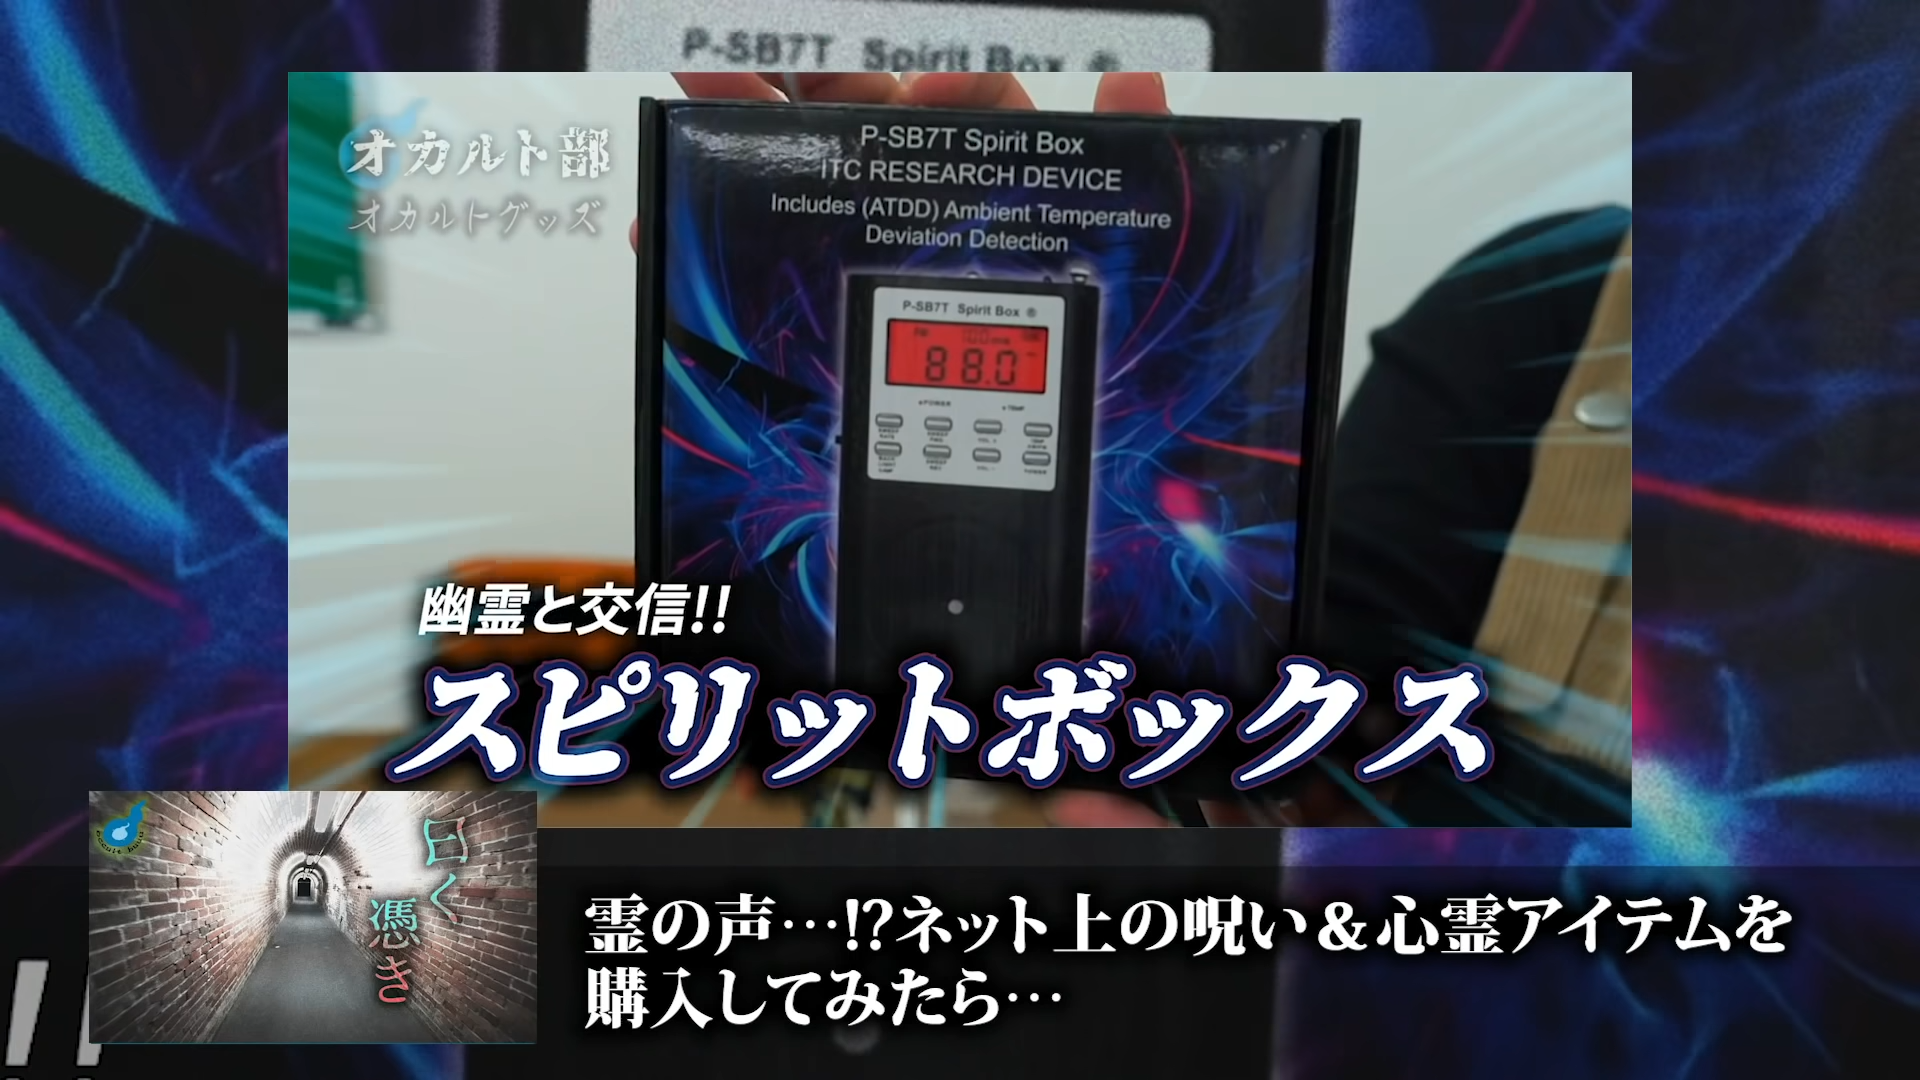 P-SB7T Spirit Box ®
オカルト部
オカルトグッズ
P-SB7T Spirit Box
ITC RESEARCH DEVICE
Includes (ATDD) Ambient Temperature
Deviation Detection
P-SB7T Spirit Box ®
88.0
POWER
TEMP
幽霊と交信!!
スピリットボックス
曰く
憑き
霊の声…!?ネット上の呪い＆心霊アイテムを
購入してみたら…